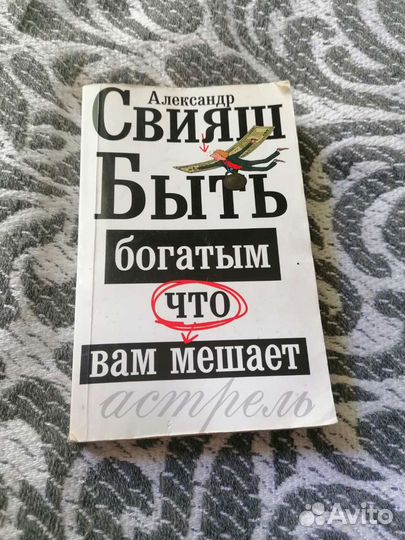 Александр
Свияш
Быть
богатым
что
вам мешает
астрель
Avito